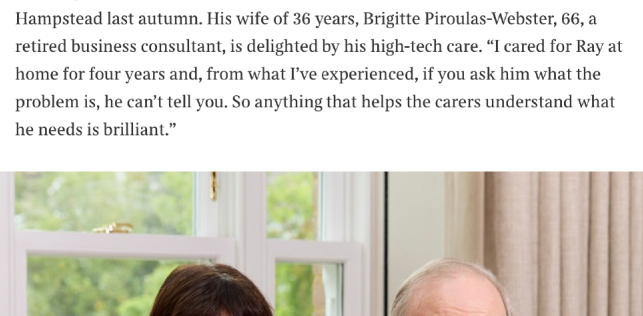 Hampstead last autumn. His wife of 36 years, Brigitte Piroulas-Webster, 66, a
retired business consultant, is delighted by his high-tech care. “I cared for Ray at
home for four years and, from what I’ve experienced, if you ask him what the
problem is, he can’t tell you. So anything that helps the carers understand what
he needs is brilliant.”